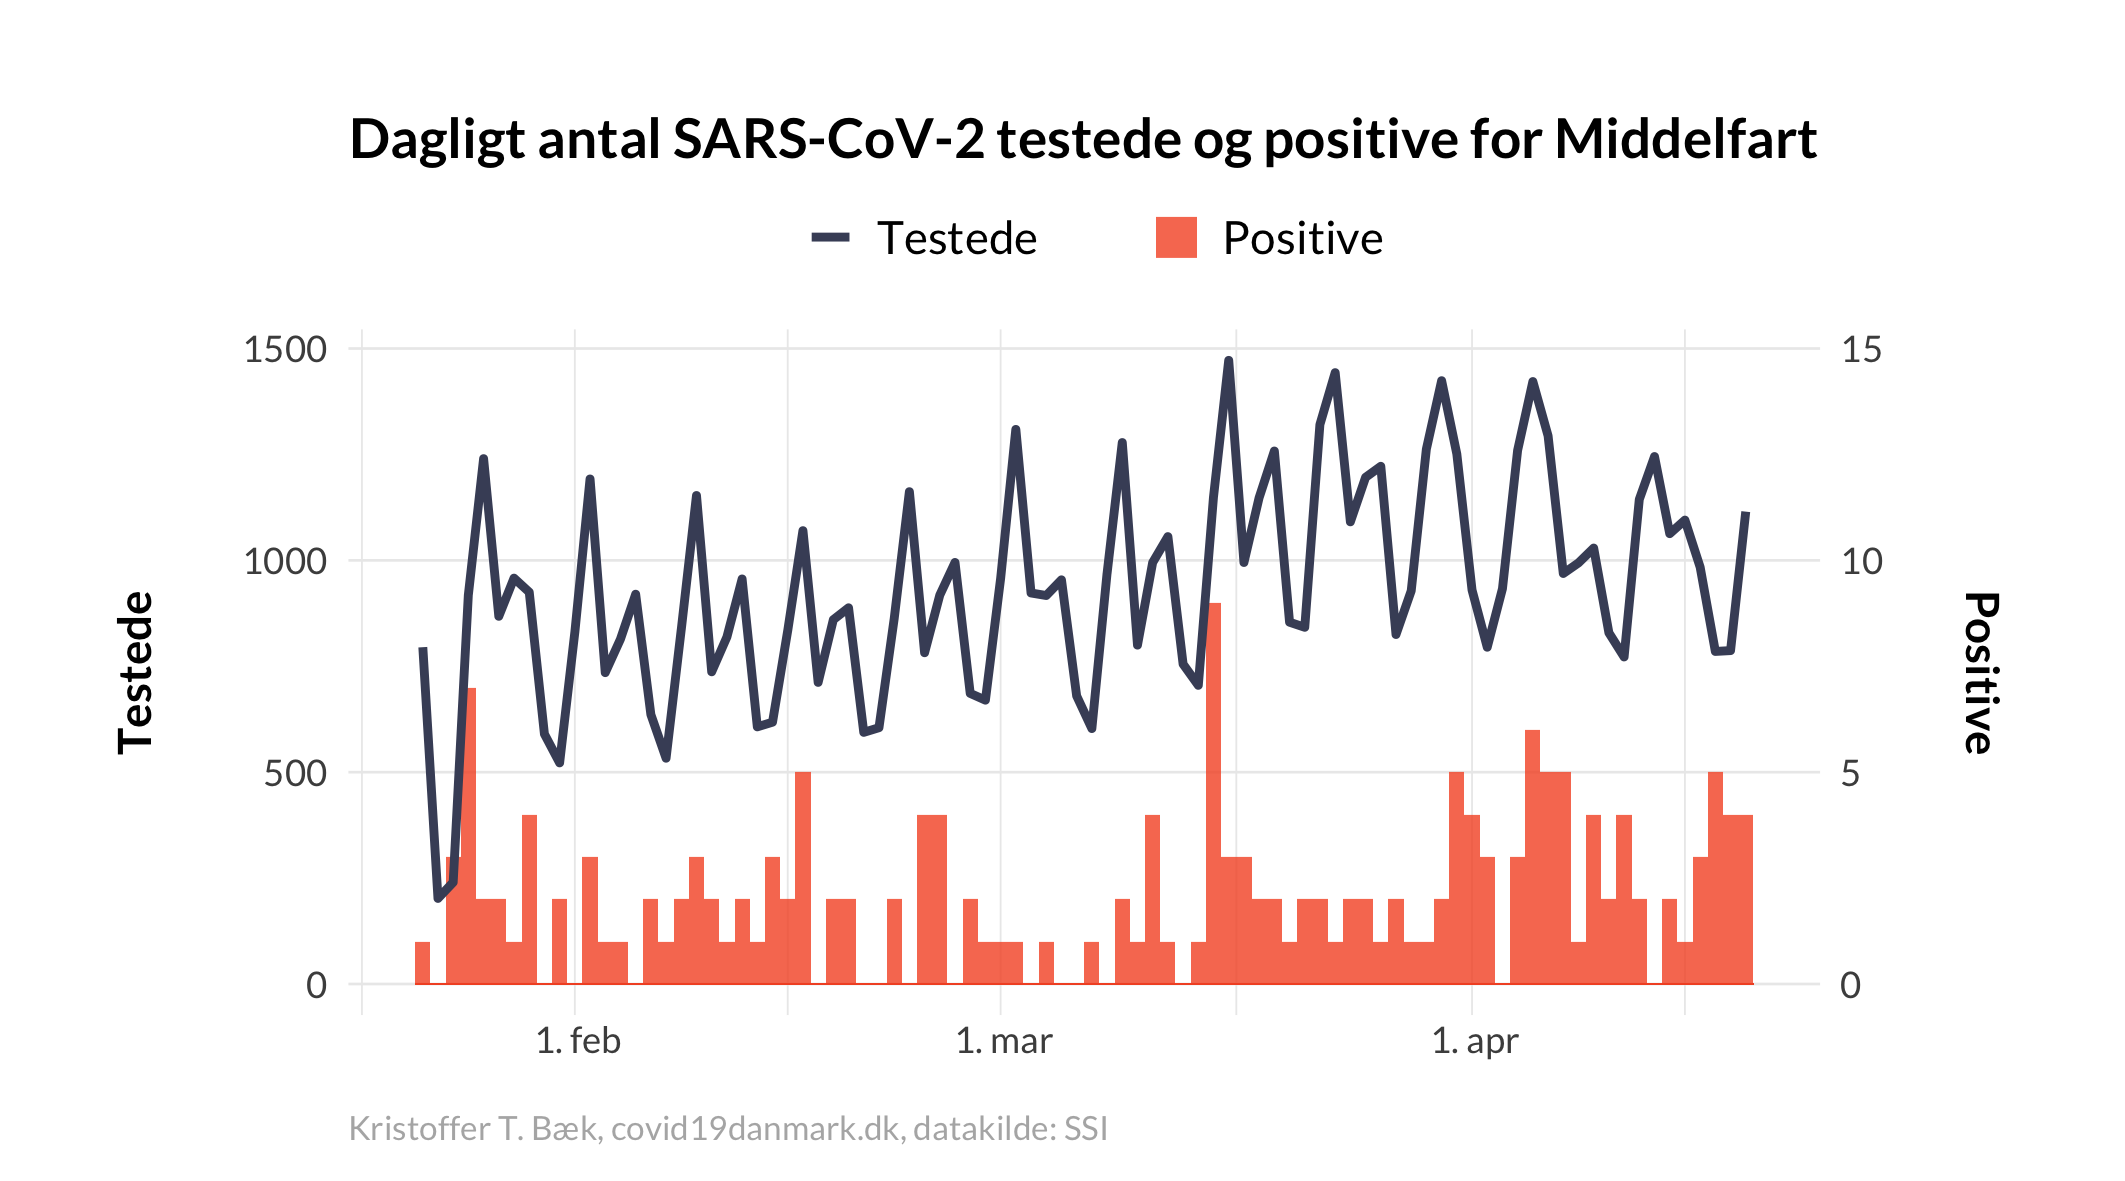 Dagligt antal SARS-CoV-2 testede og positive for Middelfart
Testede
Positive
1500
1000
500
0
Testede
15
10
5
0
Positive
1. feb
1. mar
1. apr
Kristoffer T. Bæk, covid19danmark.dk, datakilde: SSI